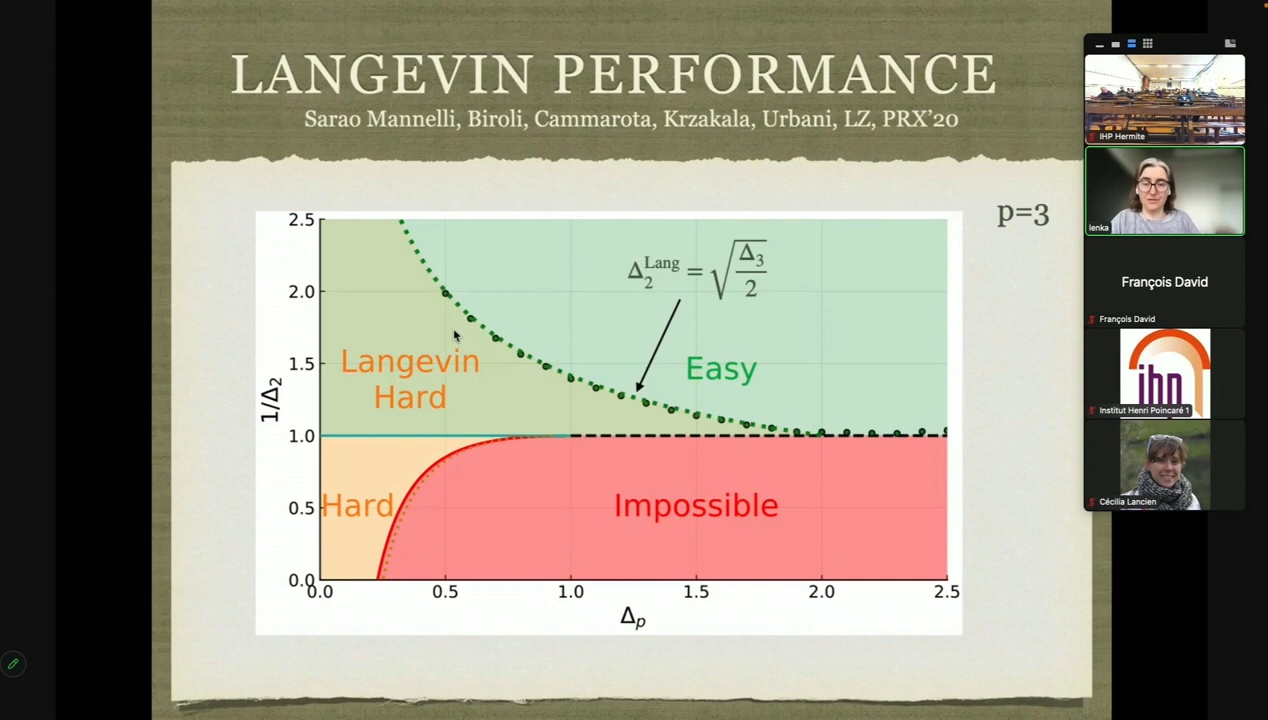 LANGEVIN PERFORMANCE
Sarao Mannelli, Biroli, Cammarota, Krzakala, Urbani, LZ, PRX'20
p=3
2.5
2.0
1.5
1.0
0.5
0.0
1/Δ₂
Δ₂^Lang = √(Δ₃/2)
Langevin
Hard
Easy
Hard
Impossible
0.0 0.5 1.0 1.5 2.0 2.5
Δₚ
IHP Hermite
lenka
François David
François David
ihp
Institut Henri Poincaré 1
Cécilia Lancien